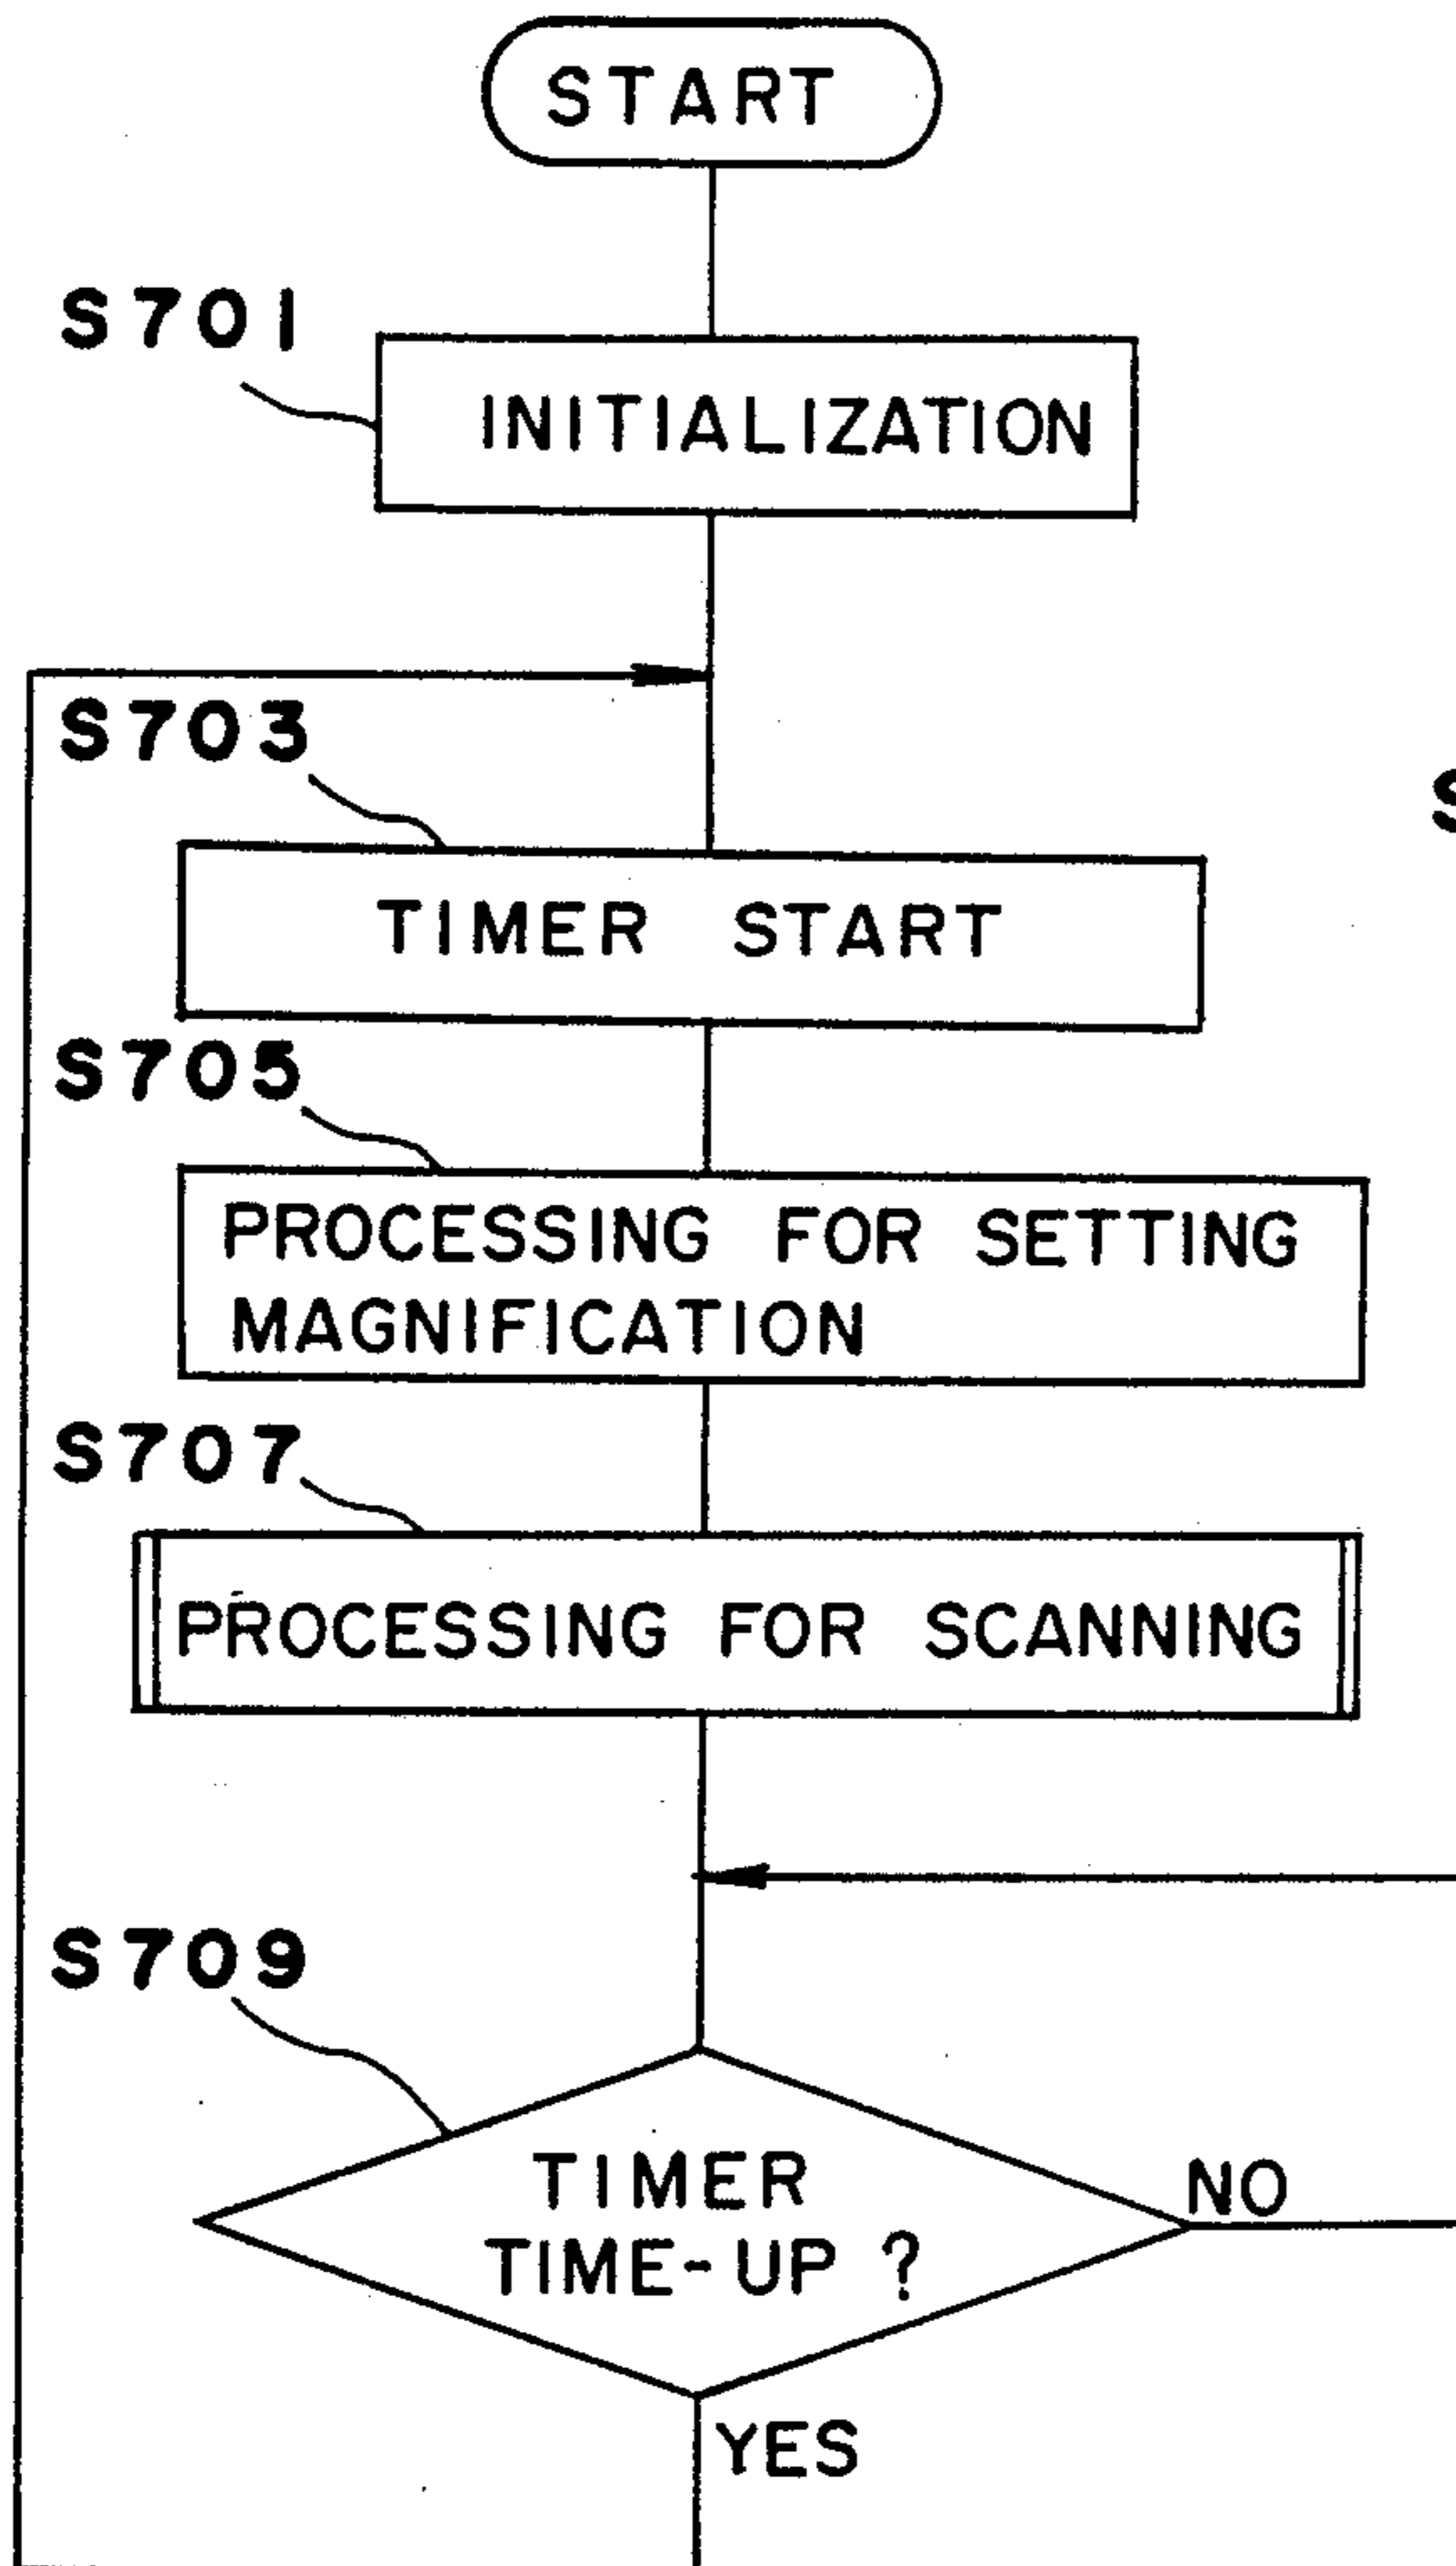 START
S701
INITIALIZATION
S703
TIMER START
S705
PROCESSING FOR SETTING
MAGNIFICATION
S707
PROCESSING FOR SCANNING
S709
TIMER
TIME-UP ?
NO
YES